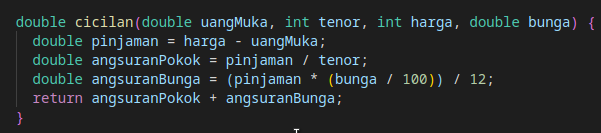 double cicilan(double uangMuka, int tenor, int harga, double bunga) {
  double pinjaman = harga - uangMuka;
  double angsuranPokok = pinjaman / tenor;
  double angsuranBunga = (pinjaman * (bunga / 100)) / 12;
  return angsuranPokok + angsuranBunga;
}